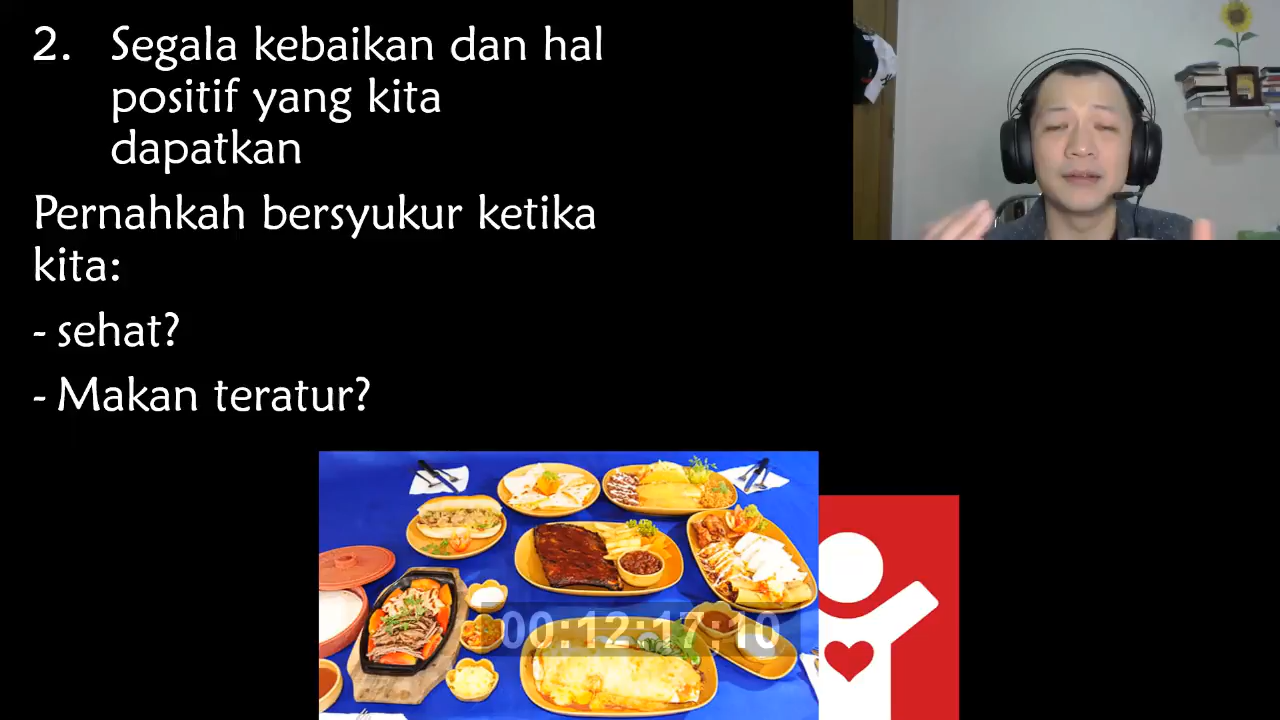 2. Segala kebaikan dan hal
positif yang kita
dapatkan
Pernahkah bersyukur ketika
kita:
- sehat?
- Makan teratur?
00:12:17:10